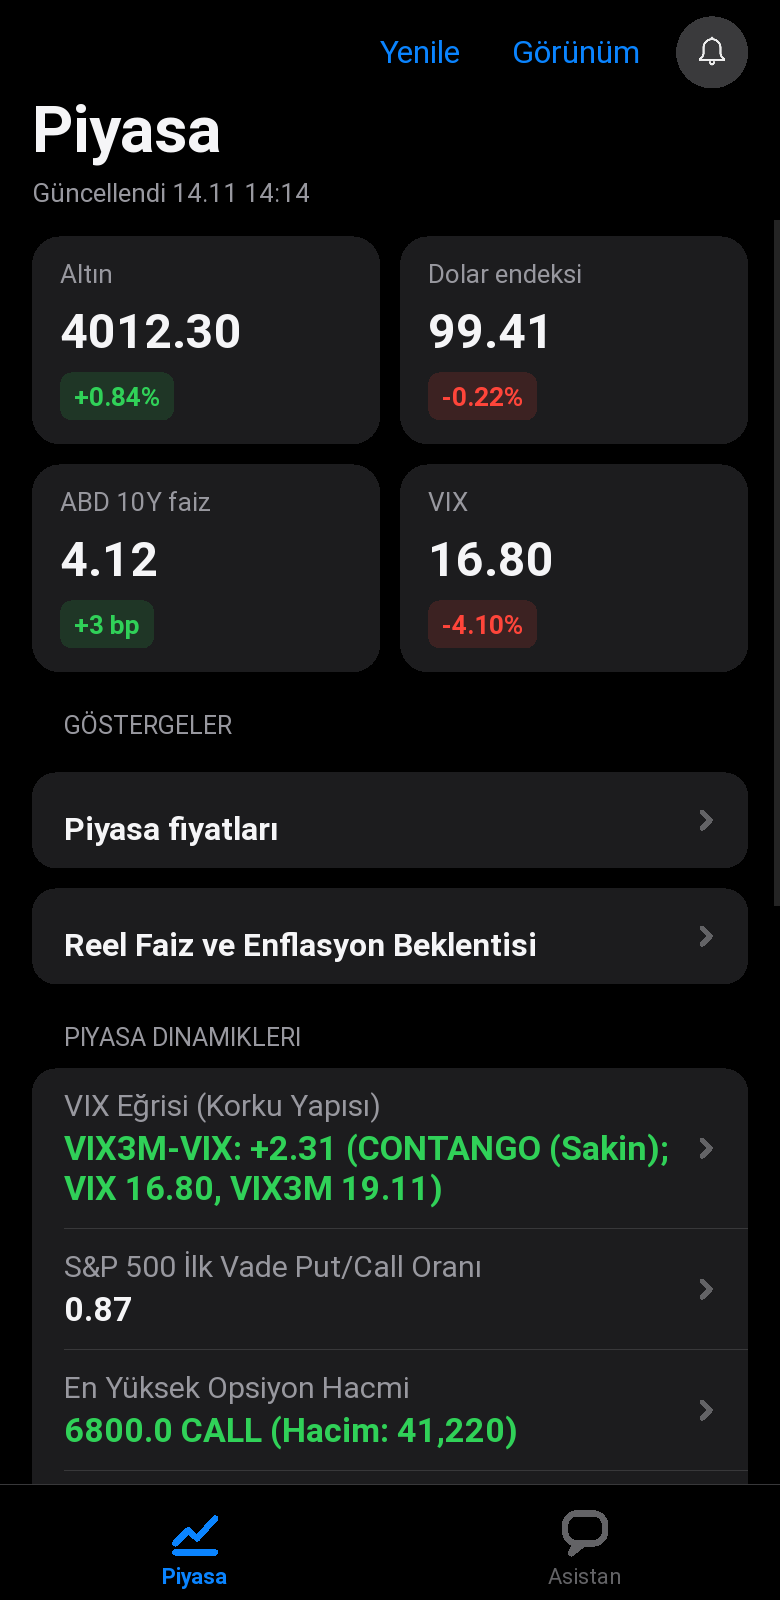 Yenile Görünüm
Piyasa
Güncellendi 14.11 14:14
Altın
4012.30
+0.84%
Dolar endeksi
99.41
-0.22%
ABD 10Y faiz
4.12
+3 bp
VIX
16.80
-4.10%
GÖSTERGELER
Piyasa fiyatları
Reel Faiz ve Enflasyon Beklentisi
PIYASA DINAMIKLERI
VIX Eğrisi (Korku Yapısı)
VIX3M-VIX: +2.31 (CONTANGO (Sakin);
VIX 16.80, VIX3M 19.11)
S&P 500 İlk Vade Put/Call Oranı
0.87
En Yüksek Opsiyon Hacmi
6800.0 CALL (Hacim: 41,220)
Piyasa
Asistan